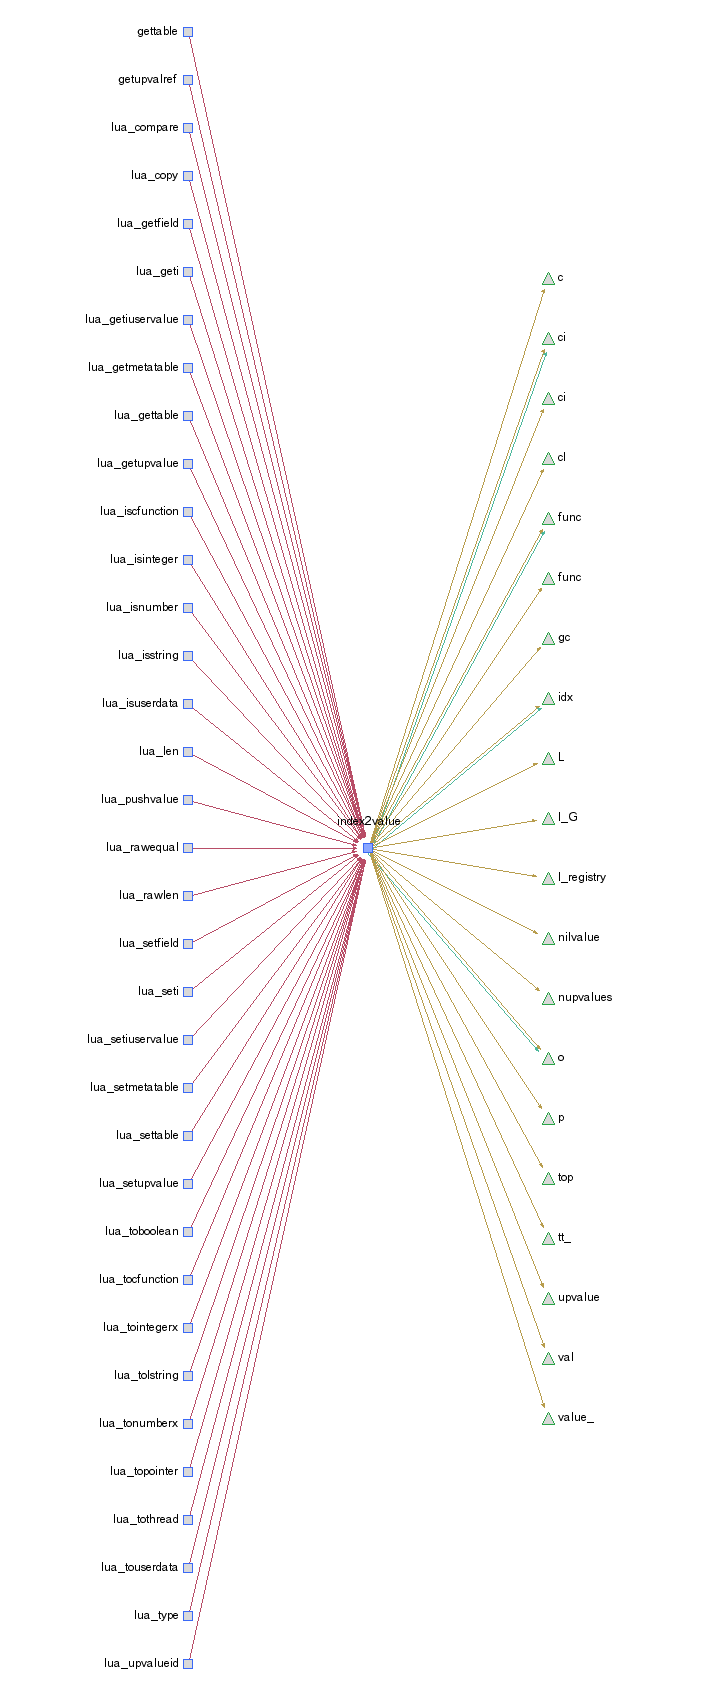 gettable
getupvalref
lua_compare
lua_copy
lua_getfield
lua_geti
lua_getiuservalue
lua_getmetatable
lua_gettable
lua_getupvalue
lua_iscfunction
lua_isinteger
lua_isnumber
lua_isstring
lua_isuserdata
lua_len
lua_pushvalue
lua_rawequal
lua_rawlen
lua_setfield
lua_seti
lua_setiuservalue
lua_setmetatable
lua_settable
lua_setupvalue
lua_toboolean
lua_tocfunction
lua_tointegerx
lua_tolstring
lua_tonumberx
lua_topointer
lua_tothread
lua_touserdata
lua_type
lua_upvalueid
index2value
c
ci
ci
cl
func
func
gc
idx
L
l_G
l_registry
nilvalue
nupvalues
o
p
top
tt_
upvalue
val
value_